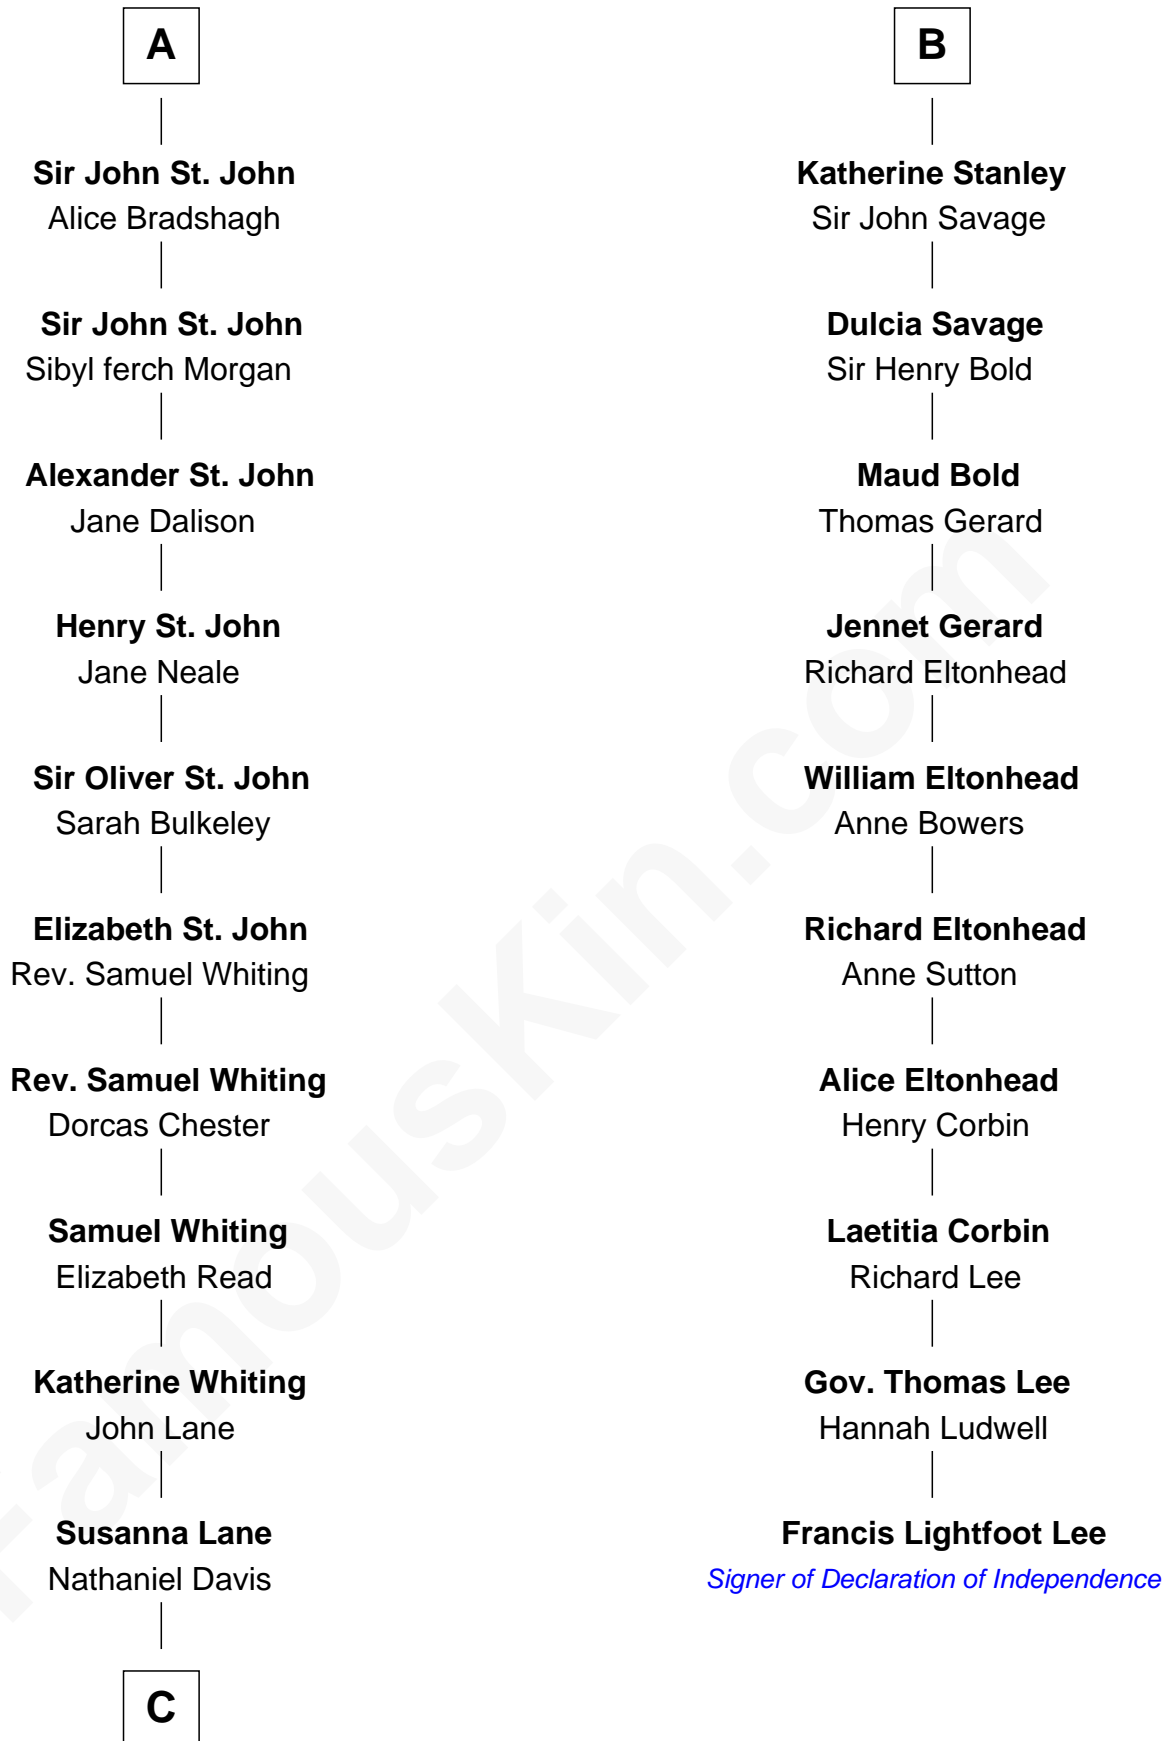 A
Sir John St. John
Alice Bradshagh
Sir John St. John
Sibyl ferch Morgan
Alexander St. John
Jane Dalison
Henry St. John
Jane Neale
Sir Oliver St. John
Sarah Bulkeley
Elizabeth St. John
Rev. Samuel Whiting
Rev. Samuel Whiting
Dorcas Chester
Samuel Whiting
Elizabeth Read
Katherine Whiting
John Lane
Susanna Lane
Nathaniel Davis
C
B
Katherine Stanley
Sir John Savage
Dulcia Savage
Sir Henry Bold
Maud Bold
Thomas Gerard
Jennet Gerard
Richard Eltonhead
William Eltonhead
Anne Bowers
Richard Eltonhead
Anne Sutton
Alice Eltonhead
Henry Corbin
Laetitia Corbin
Richard Lee
Gov. Thomas Lee
Hannah Ludwell
Francis Lightfoot Lee
Signer of Declaration of Independence
FamousKin.com